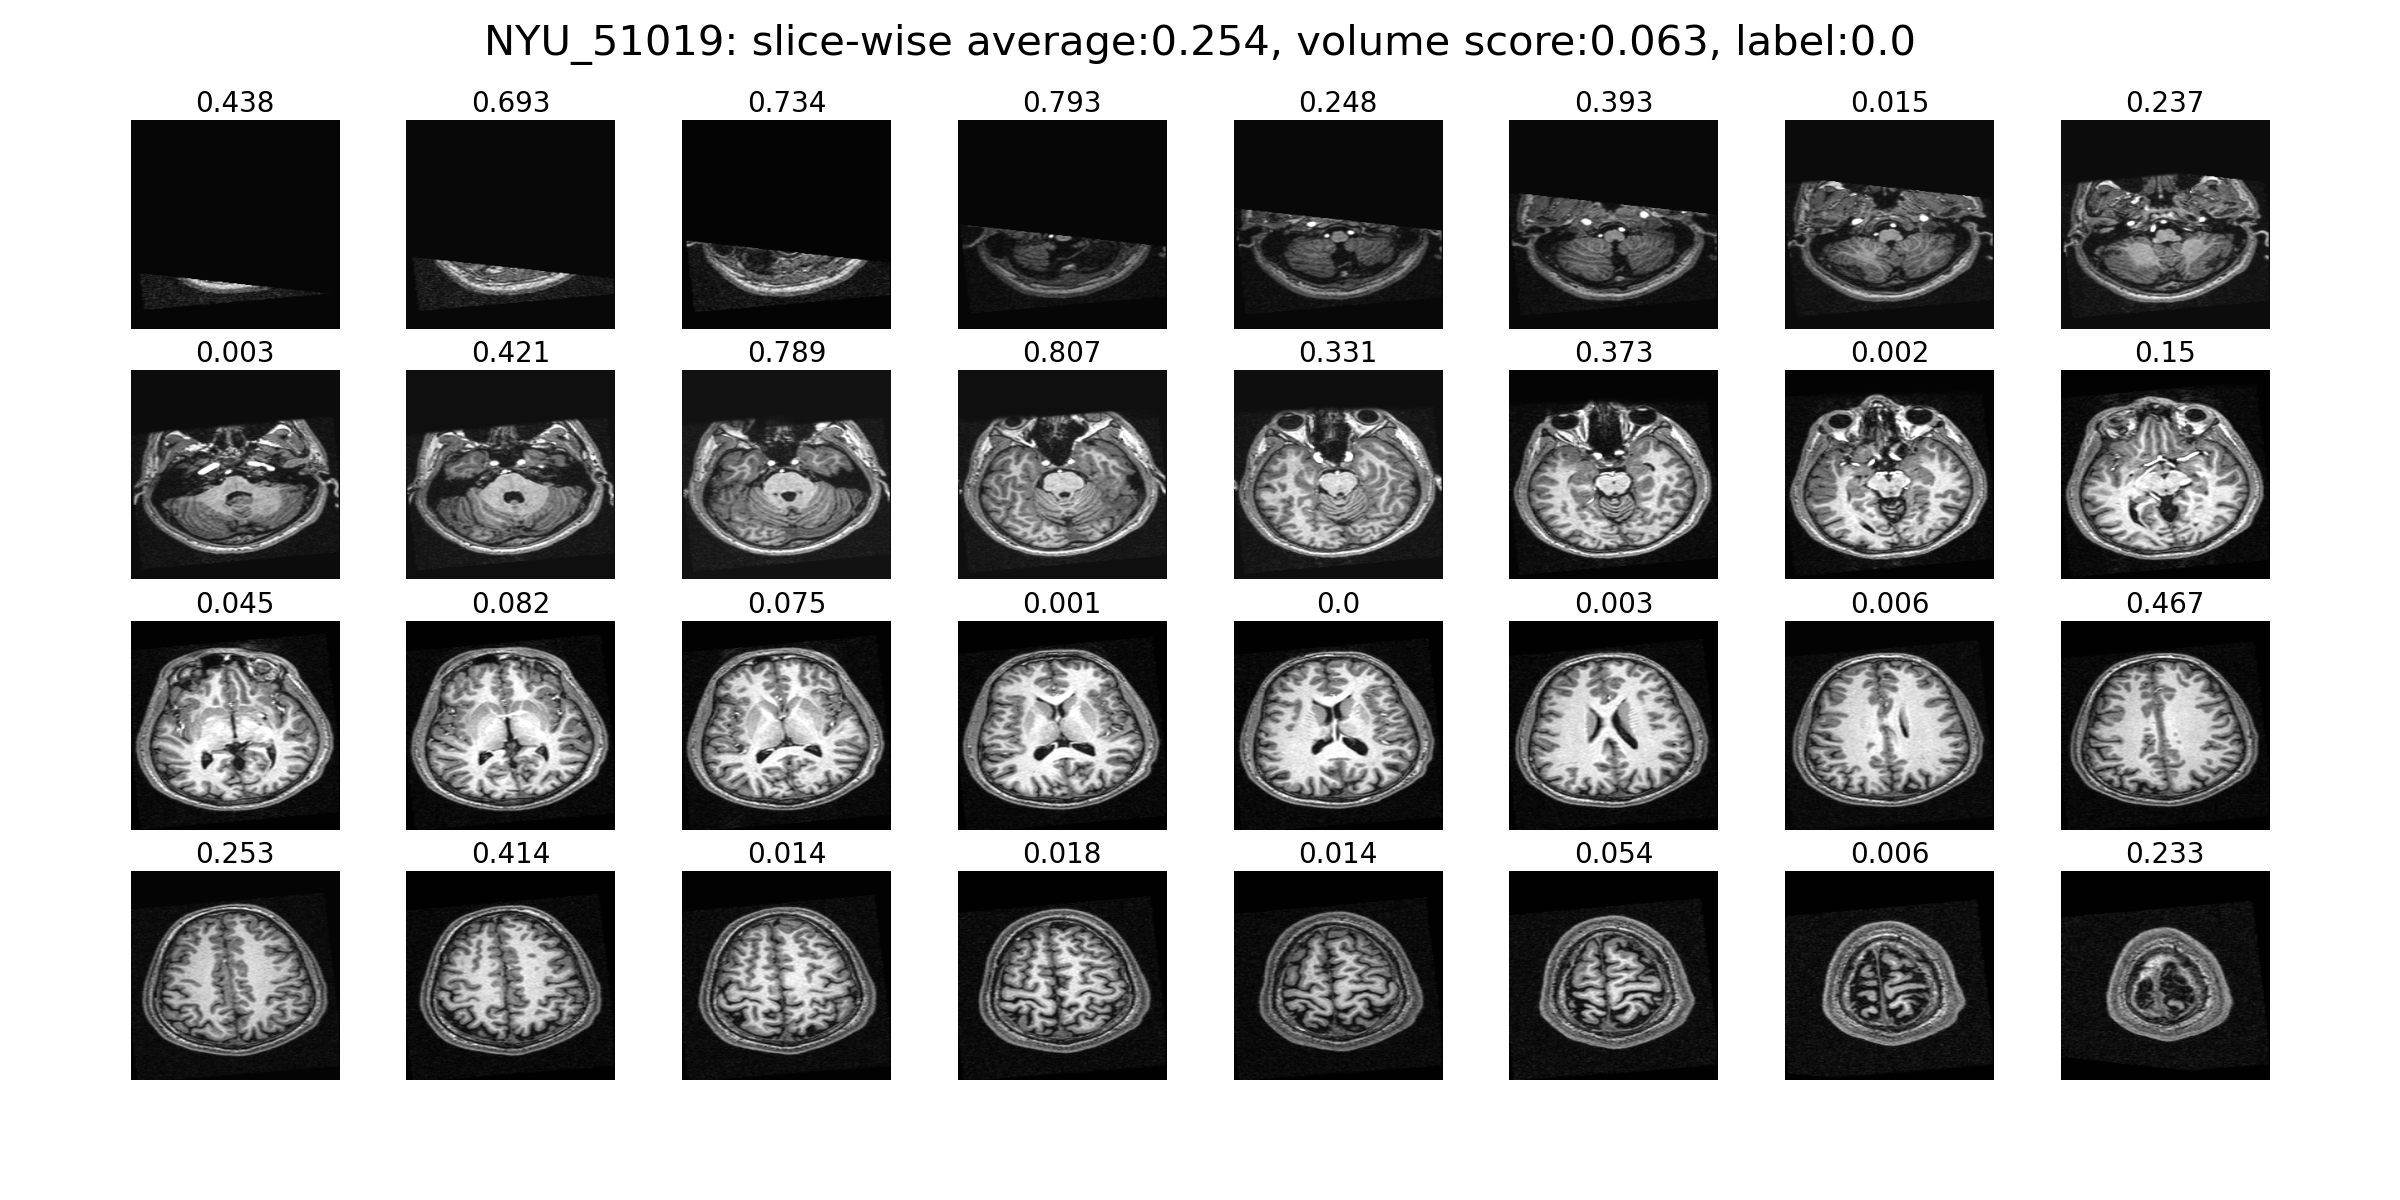 NYU_51019: slice-wise average:0.254, volume score:0.063, label:0.0
0.438 0.693 0.734 0.793 0.248 0.393 0.015 0.237
0.003 0.421 0.789 0.807 0.331 0.373 0.002 0.15
0.045 0.082 0.075 0.001 0.0 0.003 0.006 0.467
0.253 0.414 0.014 0.018 0.014 0.054 0.006 0.233